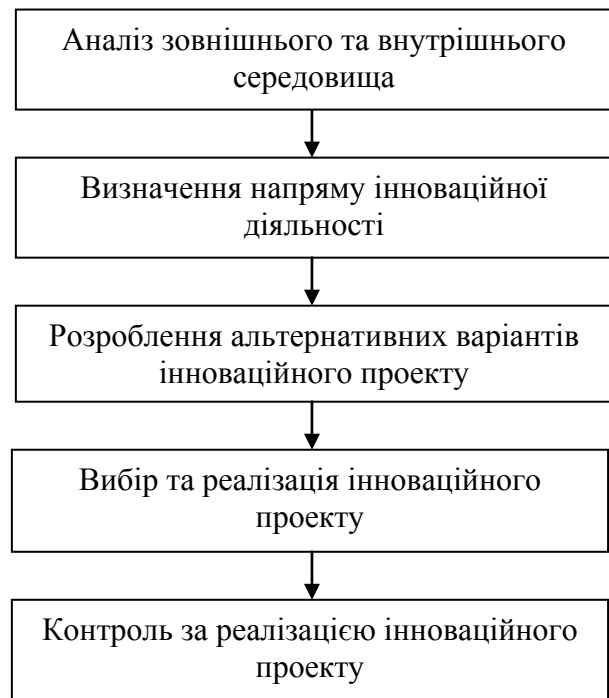 Аналіз зовнішнього та внутрішнього
середовища
Визначення напряму інноваційної
діяльності
Розроблення альтернативних варіантів
інноваційного проекту
Вибір та реалізація інноваційного
проекту
Контроль за реалізацією інноваційного
проекту